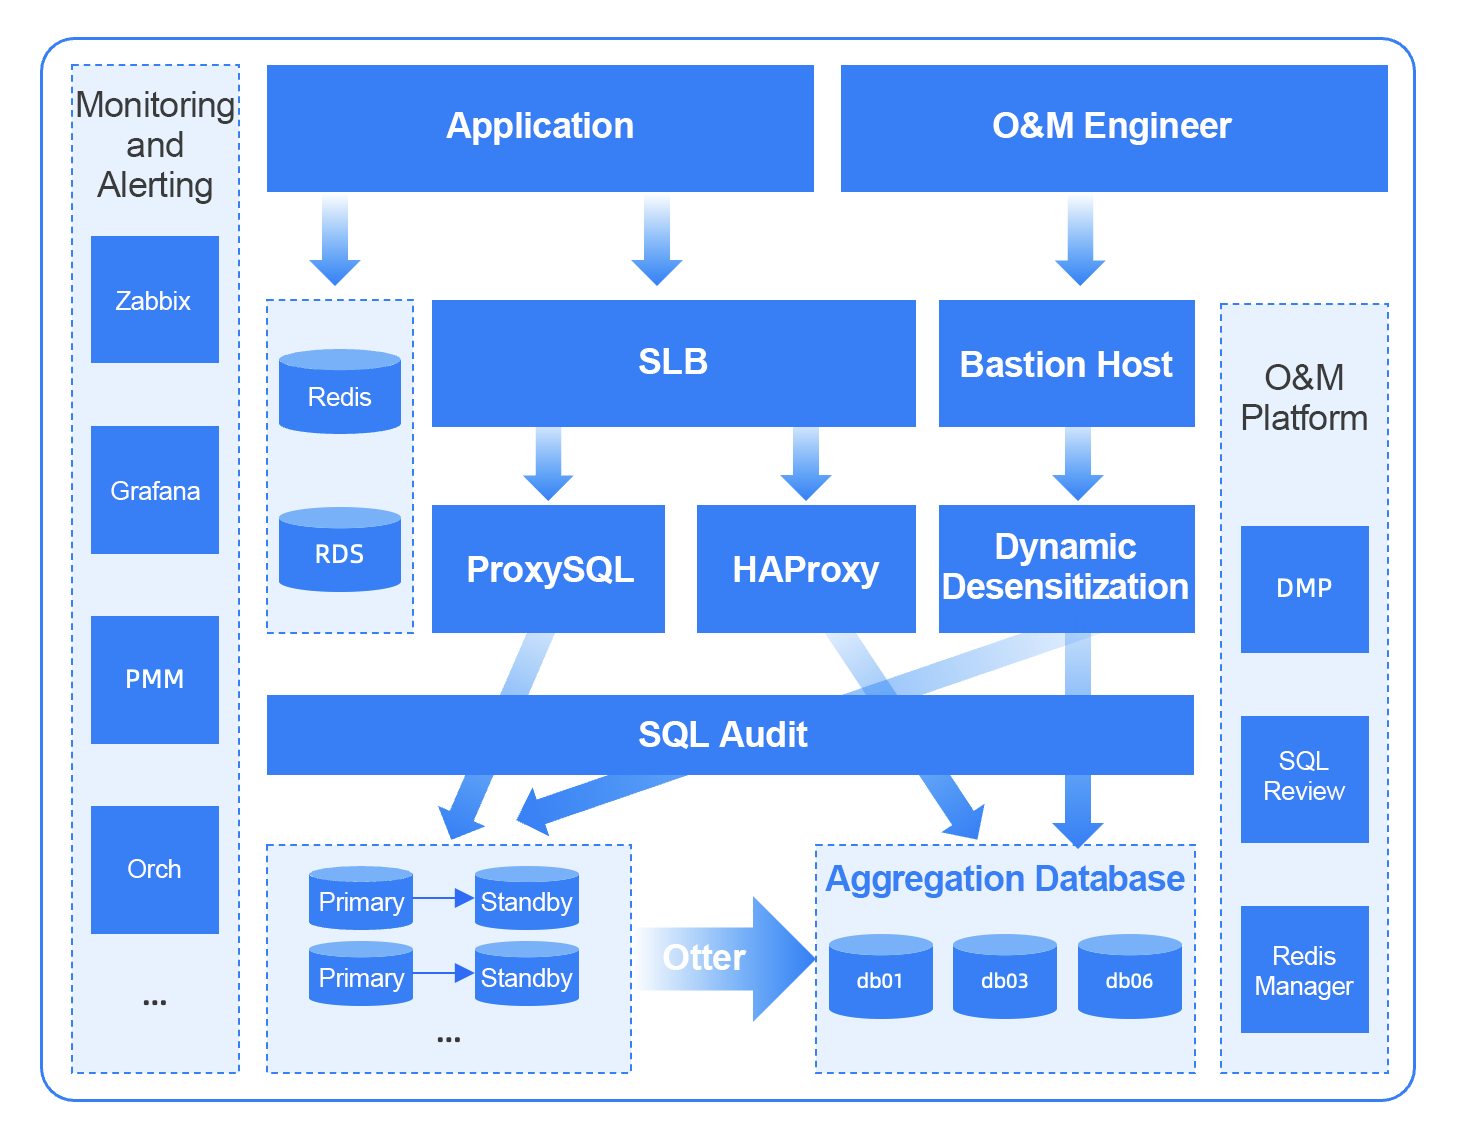 Monitoring
and
Alerting
Zabbix
Grafana
PMM
Orch
...
Application
O&M Engineer
Redis
RDS
SLB
Bastion Host
ProxySQL
HAProxy
Dynamic
Desensitization
SQL Audit
Primary
Standby
Primary
Standby
...
Otter
Aggregation Database
db01
db03
db06
O&M
Platform
DMP
SQL
Review
Redis
Manager